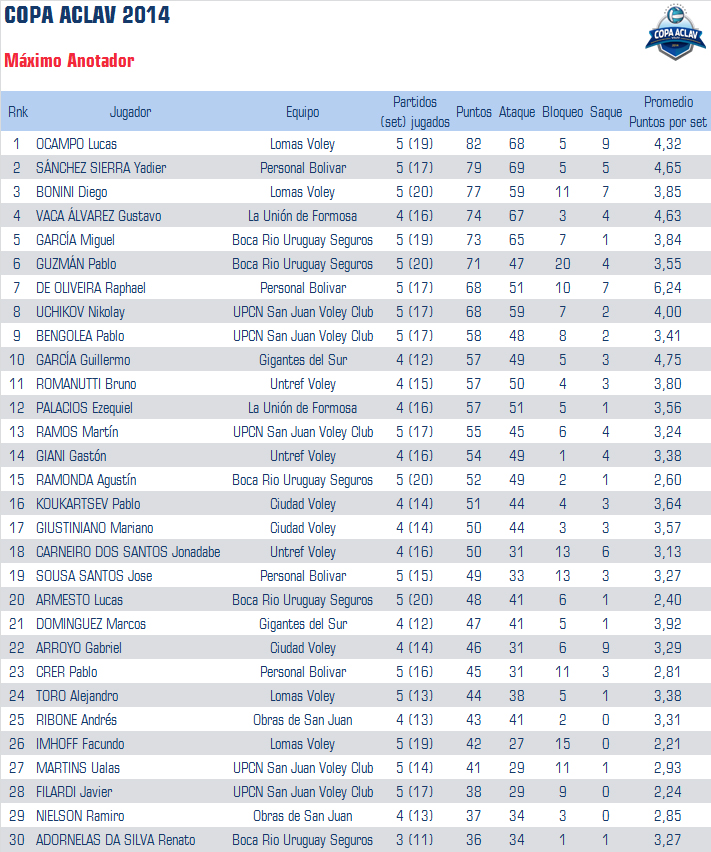 COPA ACLAV 2014
COPA ACLAV
Máximo Anotador
Rnk Jugador Equipo Partidos (set) jugados Puntos Ataque Bloqueo Saque Promedio Puntos por set
1 OCAMPO Lucas Lomas Voley 5 (19) 82 68 5 9 4,32
2 SÁNCHEZ SIERRA Yadier Personal Bolivar 5 (17) 79 69 5 5 4,65
3 BONINI Diego Lomas Voley 5 (20) 77 59 11 7 3,85
4 VACA ÁLVAREZ Gustavo La Unión de Formosa 4 (16) 74 67 3 4 4,63
5 GARCÍA Miguel Boca Rio Uruguay Seguros 5 (19) 73 65 7 1 3,84
6 GUZMÁN Pablo Boca Rio Uruguay Seguros 5 (20) 71 47 20 4 3,55
7 DE OLIVEIRA Raphael Personal Bolivar 5 (17) 68 51 10 7 6,24
8 UCHIKOV Nikolay UPCN San Juan Voley Club 5 (17) 68 59 7 2 4,00
9 BENGOLEA Pablo UPCN San Juan Voley Club 5 (17) 58 48 8 2 3,41
10 GARCÍA Guillermo Gigantes del Sur 4 (12) 57 49 5 3 4,75
11 ROMANUTTI Bruno Untref Voley 4 (15) 57 50 4 3 3,80
12 PALACIOS Ezequiel La Unión de Formosa 4 (16) 57 51 5 1 3,56
13 RAMOS Martín UPCN San Juan Voley Club 5 (17) 55 45 6 4 3,24
14 GIANI Gastón Untref Voley 4 (16) 54 49 1 4 3,38
15 RAMONDA Agustín Boca Rio Uruguay Seguros 5 (20) 52 49 2 1 2,60
16 KOUKARTSEV Pablo Ciudad Voley 4 (14) 51 44 4 3 3,64
17 GIUSTINIANO Mariano Ciudad Voley 4 (14) 50 44 3 3 3,57
18 CARNEIRO DOS SANTOS Jonadabe Untref Voley 4 (16) 50 31 13 6 3,13
19 SOUSA SANTOS Jose Personal Bolivar 5 (15) 49 33 13 3 3,27
20 ARMESTO Lucas Boca Rio Uruguay Seguros 5 (20) 48 41 6 1 2,40
21 DOMINGUEZ Marcos Gigantes del Sur 4 (12) 47 41 5 1 3,92
22 ARROYO Gabriel Ciudad Voley 4 (14) 46 31 6 9 3,29
23 CRER Pablo Personal Bolivar 5 (16) 45 31 11 3 2,81
24 TORO Alejandro Lomas Voley 5 (13) 44 38 5 1 3,38
25 RIBONE Andrés Obras de San Juan 4 (13) 43 41 2 0 3,31
26 IMHOFF Facundo Lomas Voley 5 (19) 42 27 15 0 2,21
27 MARTINS Ualas UPCN San Juan Voley Club 5 (14) 41 29 11 1 2,93
28 FILARDI Javier UPCN San Juan Voley Club 5 (17) 38 29 9 0 2,24
29 NIELSON Ramiro Obras de San Juan 4 (13) 37 34 3 0 2,85
30 ADORNELAS DA SILVA Renato Boca Rio Uruguay Seguros 3 (11) 36 34 1 1 3,27